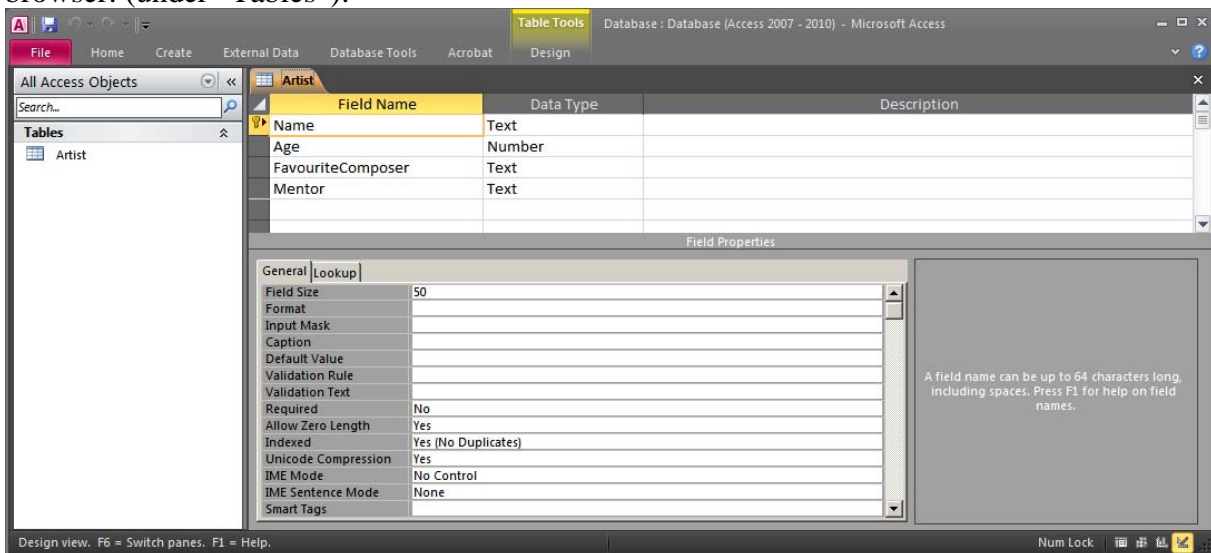 browser. (under "Tables").
A
Table Tools
Database : Database (Access 2007 - 2010) - Microsoft Access
File Home Create External Data Database Tools Acrobat Design
All Access Objects
Artist
Search...
Field Name Data Type Description
Tables
Artist
Name Text
Age Number
FavouriteComposer Text
Mentor Text
Field Properties
General Lookup
Field Size 50
Format
Input Mask
Caption
Default Value
Validation Rule
Validation Text
Required No
Allow Zero Length Yes
Indexed Yes (No Duplicates)
Unicode Compression Yes
IME Mode No Control
IME Sentence Mode None
Smart Tags
A field name can be up to 64 characters long,
including spaces. Press F1 for help on field
names.
Design view. F6 = Switch panes. F1 = Help.
Num Lock